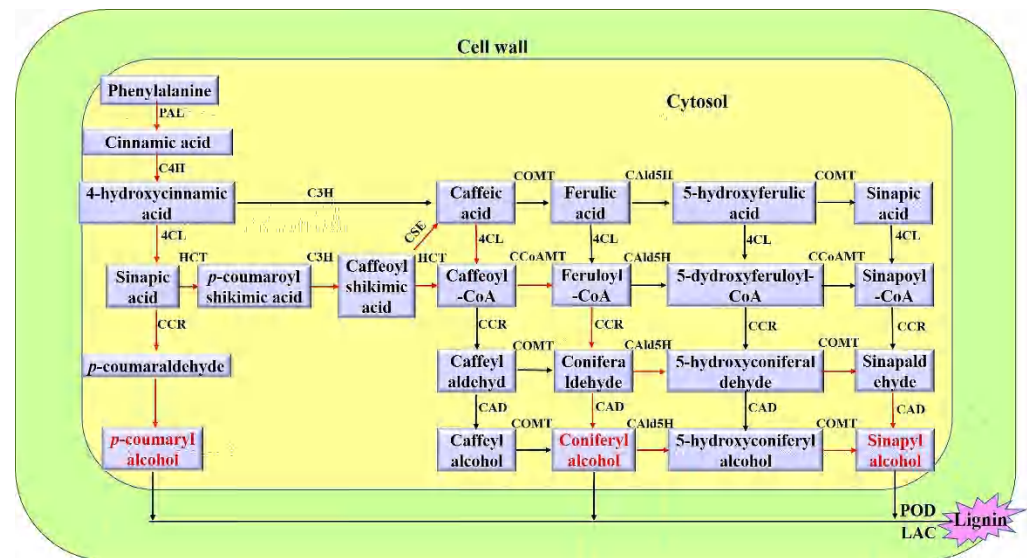 Cell wall
Cytosol
Phenylalanine
PAL
Cinnamic acid
C4H
4-hydroxycinnamic
acid
C3H
Caffeic
acid
COMT
Ferulic
acid
CAld5H
5-hydroxyferulic
acid
COMT
Sinapic
acid
4CL
CSE
4CL
4CL
4CL
4CL
Sinapic
acid
HCT
p-coumaroyl
shikimic acid
C3H
Caffeoyl
shikimic
acid
HCT
Caffeoyl
-CoA
CCoAMT
Feruloyl
-CoA
CAld5H
5-dydroxyferuloyl-
CoA
CCoAMT
Sinapoyl
-CoA
CCR
CCR
CCR
CCR
CCR
p-coumaraldehyde
Caffeyl
aldehyd
COMT
Conifera
ldehyde
CAld5H
5-hydroxyconiferal
dehyde
COMT
Sinapald
ehyde
CAD
CAD
CAD
CAD
p-coumaryl
alcohol
Caffeyl
alcohol
COMT
Coniferyl
alcohol
CAld5H
5-hydroxyconiferyl
alcohol
COMT
Sinapyl
alcohol
POD
LAC
Lignin